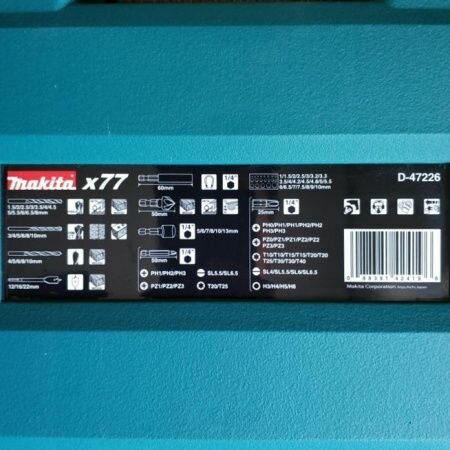 makita x77
D-47226
1.5/2/2.5/3/3.5/4/4.5
5/5.5/6/6.5/8mm
3/4/5/6/8/10mm
4/5/6/8/10mm
12/16/22mm
1/4"
60mm
50mm
1/4"
5/6/7/8/10/13mm
1/4"
50mm
PH1/PH2/PH3
SL5.5/SL6.5
PZ1/PZ2/PZ3
T20/T25
1/1.5/2/2.5/3/3.2/3.3
3.5/4/4.2/4.5/4.8/5/5.5
6/6.5/7/7.5/8/9/10mm
1/4"
25mm
PH0/PH1/PH1/PH2
PH3/PH3
PZ0/PZ1/PZ1/PZ2/PZ2
PZ3/PZ3
T10/T10/T15/T15/T20/T20
T25/T30/T30/T40
SL4/SL5.5/SL6/SL6.5
H3/H4/H5/H6
Makita Corporation